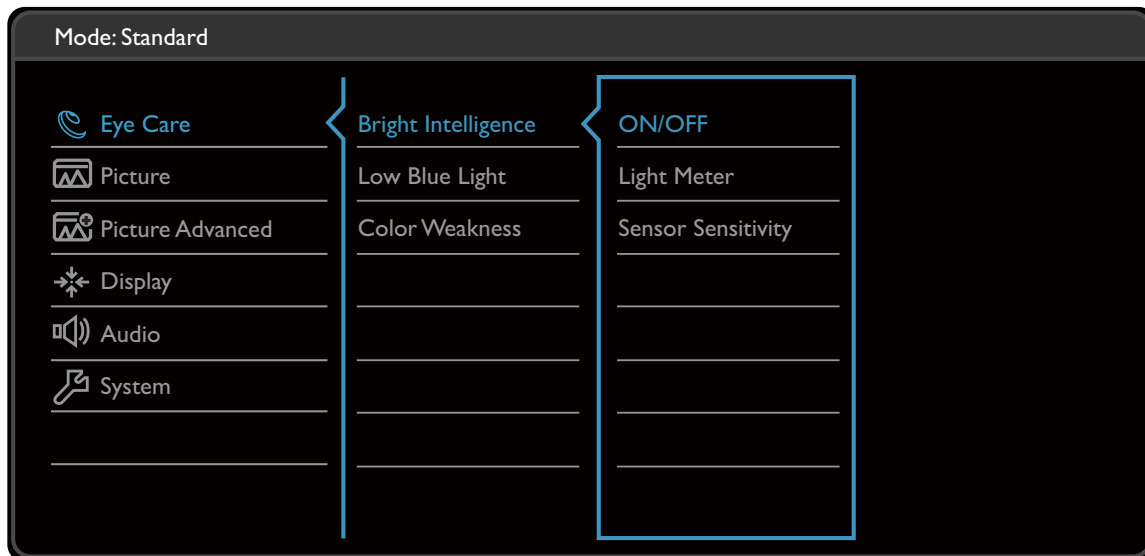 Mode: Standard
Eye Care
Bright Intelligence
ON/OFF
Picture
Low Blue Light
Light Meter
Picture Advanced
Color Weakness
Sensor Sensitivity
Display
Audio
System